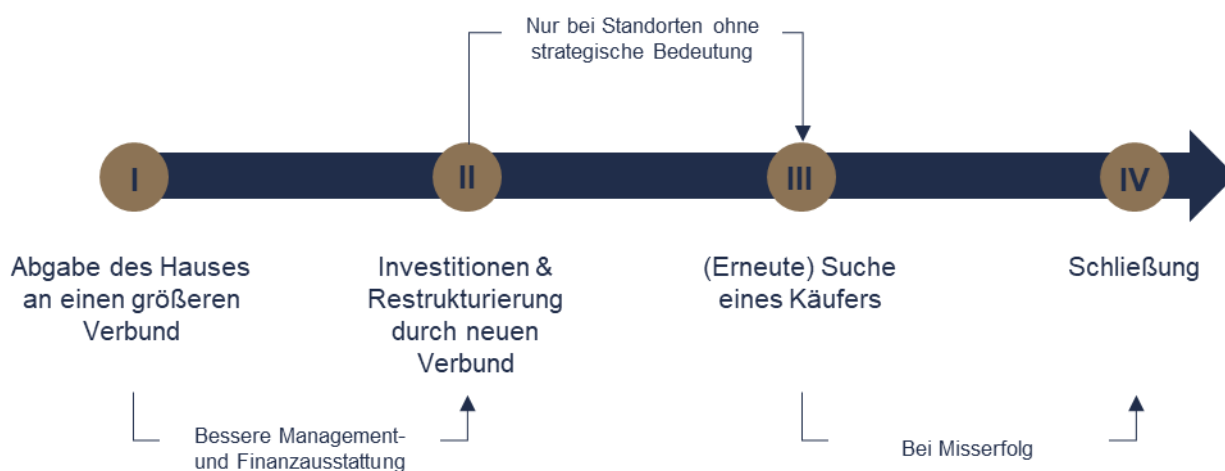 Nur bei Standorten ohne
strategische Bedeutung
I
II
III
IV
Abgabe des Hauses
an einen größeren
Verbund
Investitionen &
Restrukturierung
durch neuen
Verbund
(Erneute) Suche
eines Käufers
Schließung
Bessere Management-
und Finanzausstattung
Bei Misserfolg